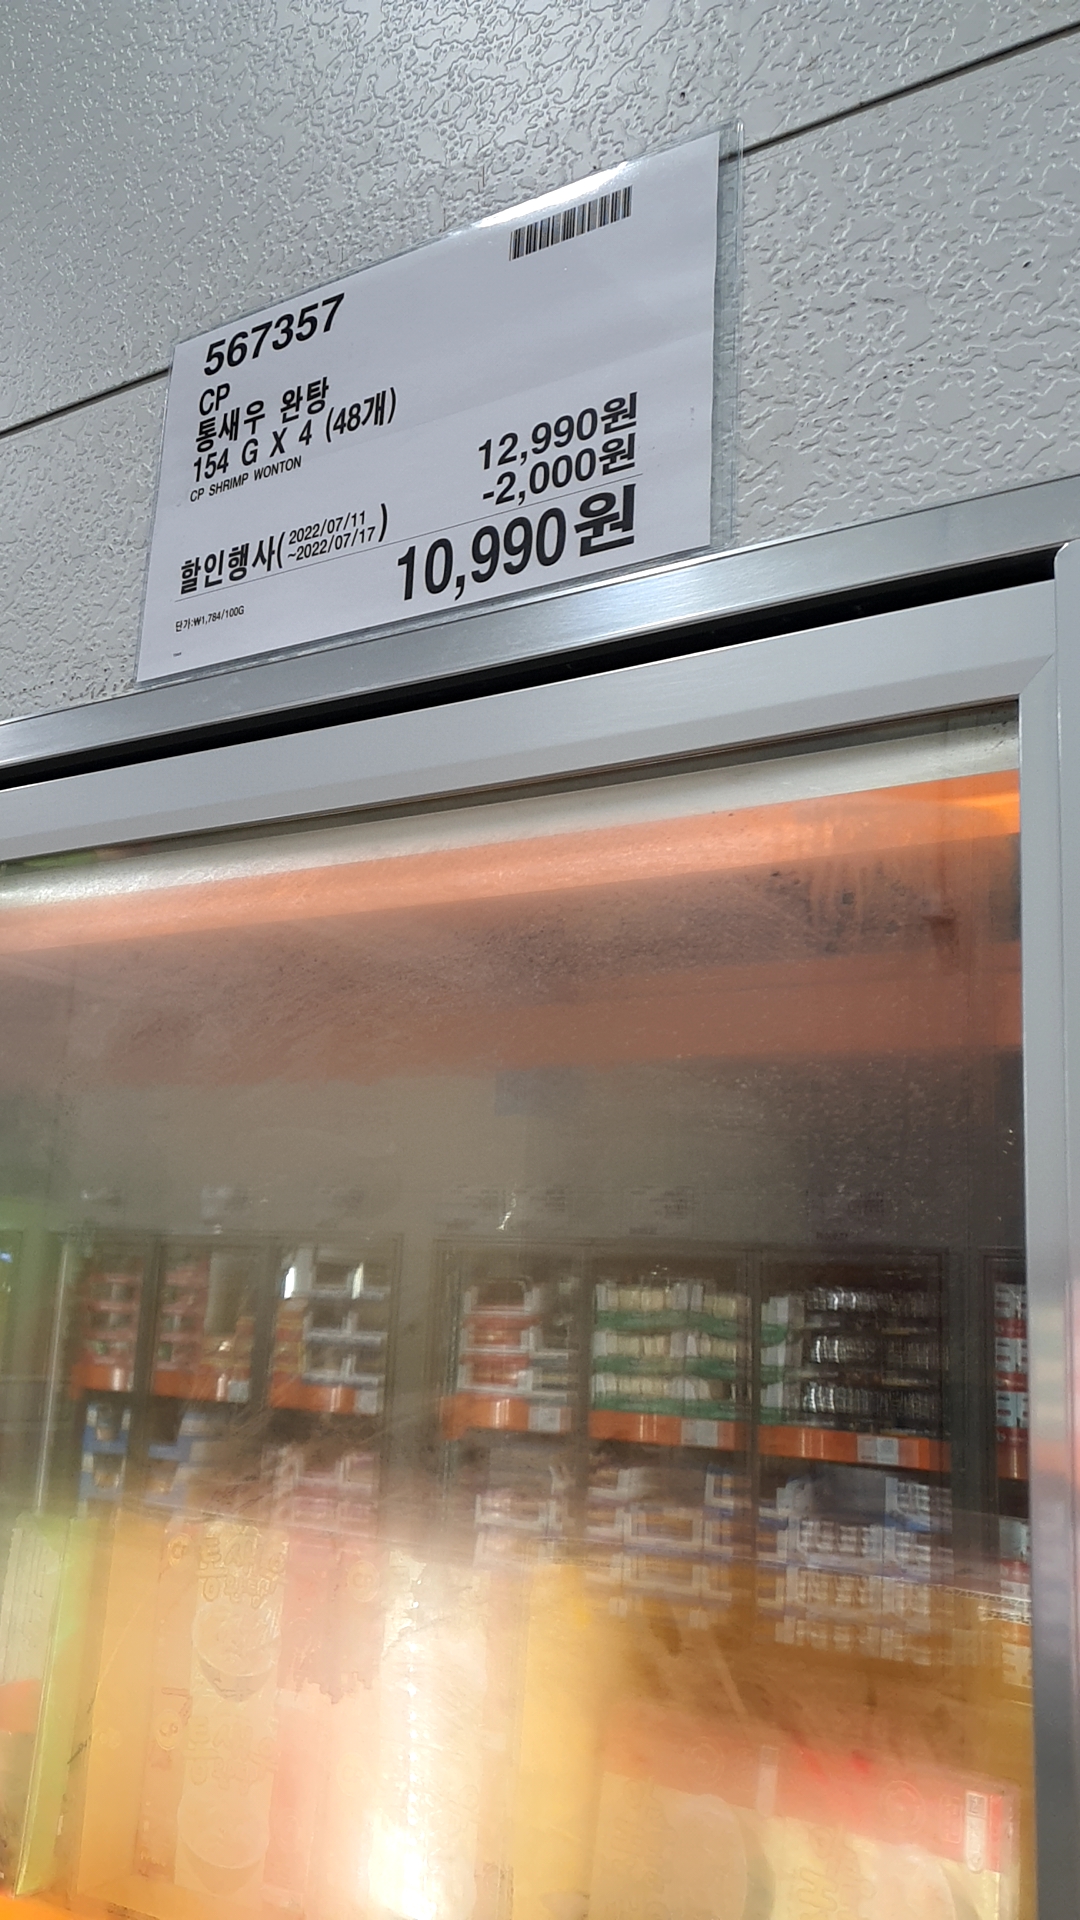 567357
CP
통새우 완탕
154 G X 4 (48개)
CP SHRIMP WONTON
12,990원
-2,000원
할인행사(2022/07/11
~2022/07/17)
10,990원
단가:₩1,784/100G